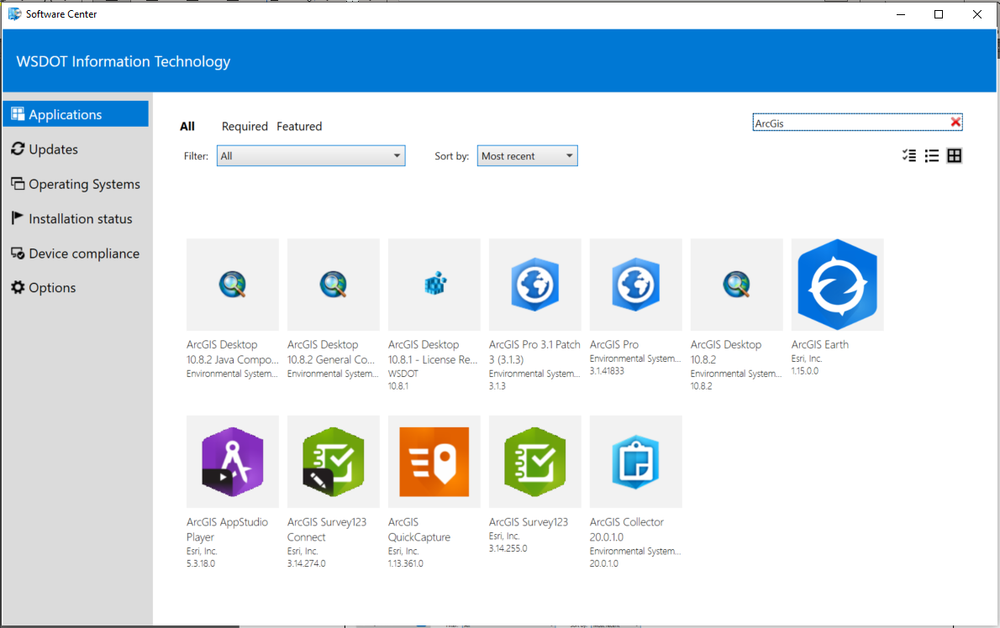 Software Center
WSDOT Information Technology
Applications
Updates
Operating Systems
Installation status
Device compliance
Options
All Required Featured
ArcGis
Filter: All Sort by: Most recent
ArcGIS Desktop
10.8.2 Java Compo...
Environmental System...
ArcGIS Desktop
10.8.2 General Co...
Environmental System...
ArcGIS Desktop
10.8.1 - License Re...
WSDOT
10.8.1
ArcGIS Pro 3.1 Patch
3 (3.1.3)
Environmental System...
3.1.3
ArcGIS Pro
Environmental System...
3.1.41833
ArcGIS Desktop
10.8.2
Environmental System...
10.8.2
ArcGIS Earth
Esri, Inc.
1.15.0.0
ArcGIS AppStudio
Player
Esri, Inc.
5.3.18.0
ArcGIS Survey123
Connect
Esri, Inc.
3.14.274.0
ArcGIS
QuickCapture
Esri, Inc.
1.13.361.0
ArcGIS Survey123
Esri, Inc.
3.14.255.0
ArcGIS Collector
20.0.1.0
Environmental System...
20.0.1.0